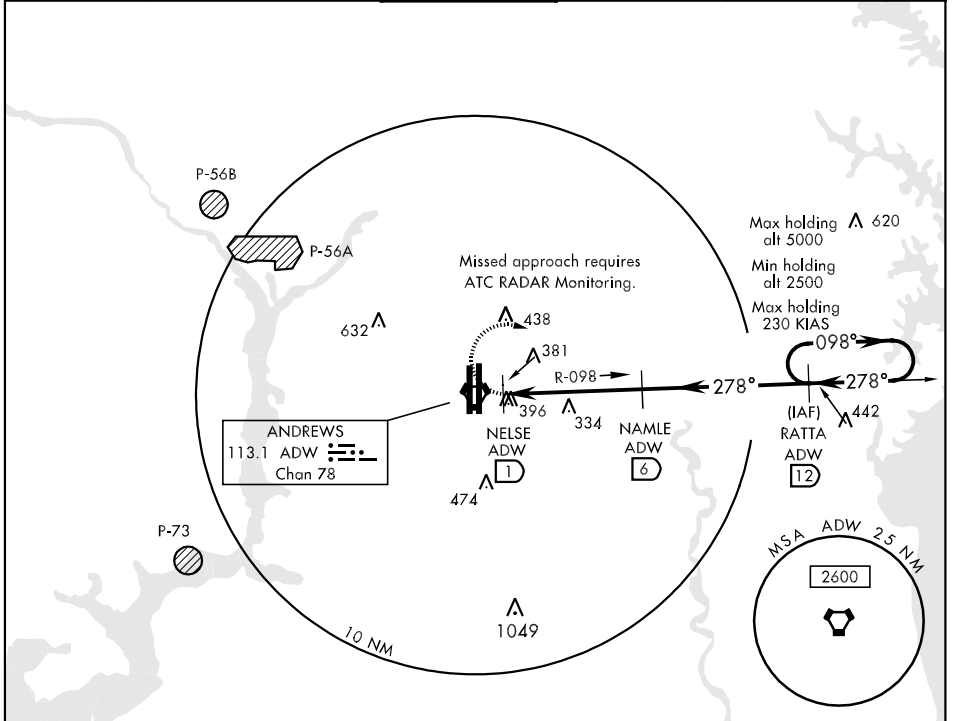 P-56B
P-56A
Max holding
alt 5000
620
Min holding
alt 2500
Max holding
230 KIAS
Missed approach requires
ATC RADAR Monitoring.
438
632
381
098°
R-098
278°
278°
396
334
442
ANDREWS
113.1 ADW
Chan 78
NELSE
ADW
1
NAMLE
ADW
6
(IAF)
RATTA
ADW
12
474
P-73
MSA ADW 25 NM
2600
1049
10 NM